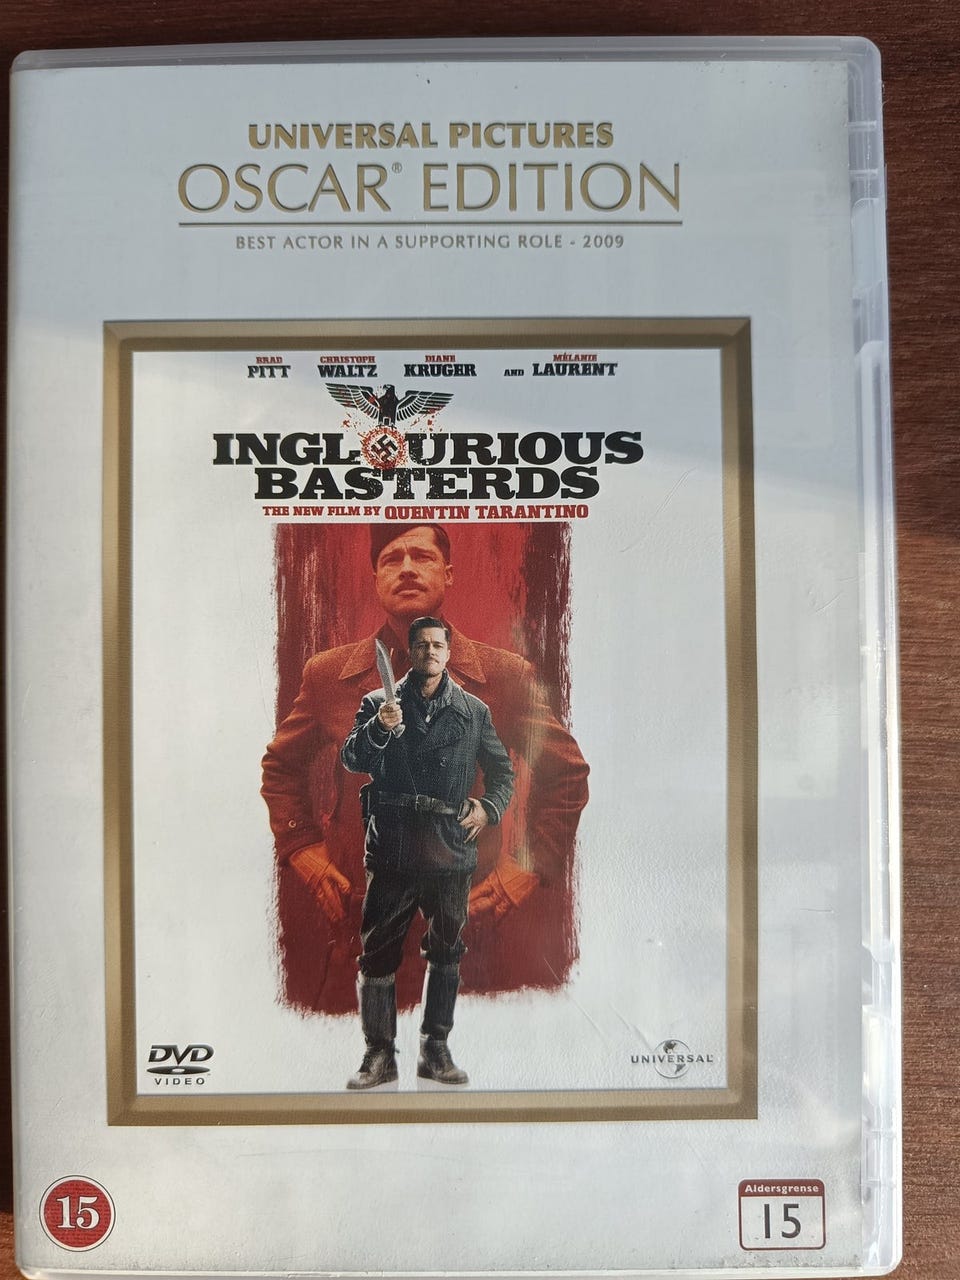 UNIVERSAL PICTURES
OSCAR® EDITION
BEST ACTOR IN A SUPPORTING ROLE - 2009
BRAD PITT CHRISTOPH WALTZ DIANE KRUGER AND MÉLANIE LAURENT
INGLOURIOUS
BASTERDS
THE NEW FILM BY QUENTIN TARANTINO
DVD
VIDEO
UNIVERSAL
15
Aldersgrense
15